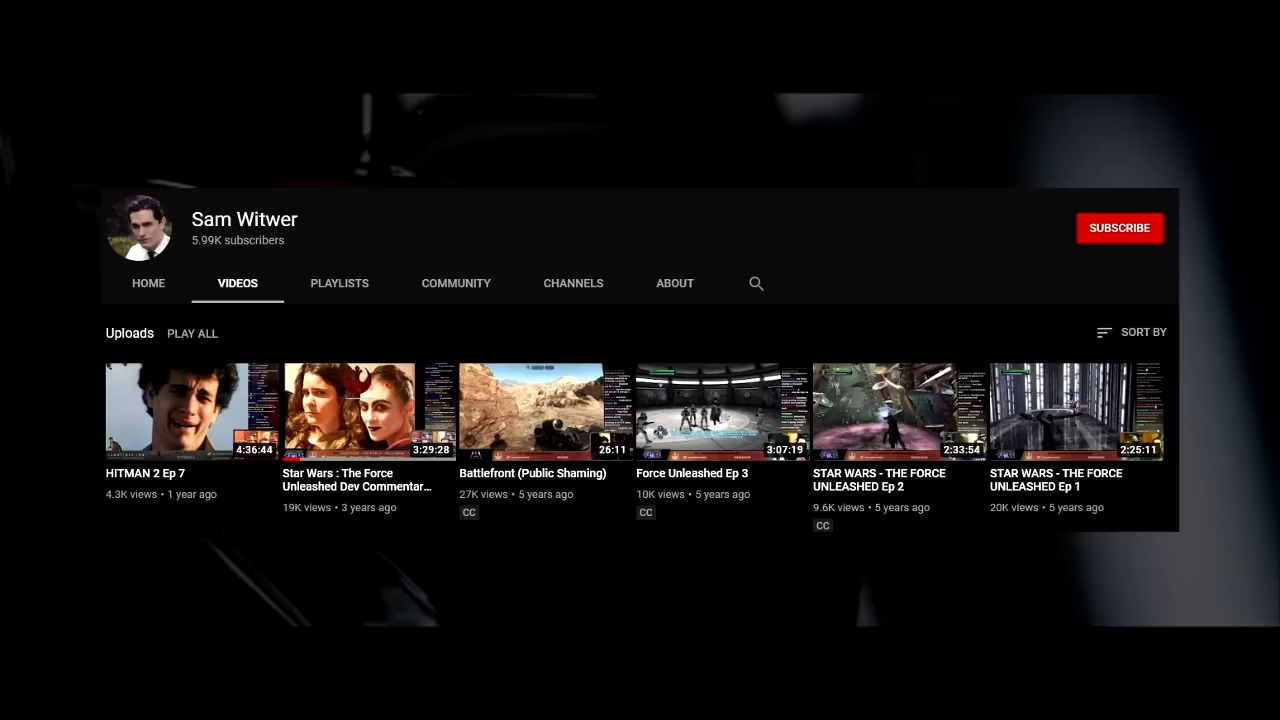 Sam Witwer
5.99K subscribers
SUBSCRIBE
HOME VIDEOS PLAYLISTS COMMUNITY CHANNELS ABOUT
Uploads PLAY ALL
SORT BY
4:36:44
HITMAN 2 Ep 7
4.3K views • 1 year ago
3:29:28
Star Wars : The Force
Unleashed Dev Commentar...
19K views • 3 years ago
26:11
Battlefront (Public Shaming)
27K views • 5 years ago
CC
3:07:19
Force Unleashed Ep 3
10K views • 5 years ago
CC
2:33:54
STAR WARS - THE FORCE
UNLEASHED Ep 2
9.6K views • 5 years ago
CC
2:25:11
STAR WARS - THE FORCE
UNLEASHED Ep 1
20K views • 5 years ago